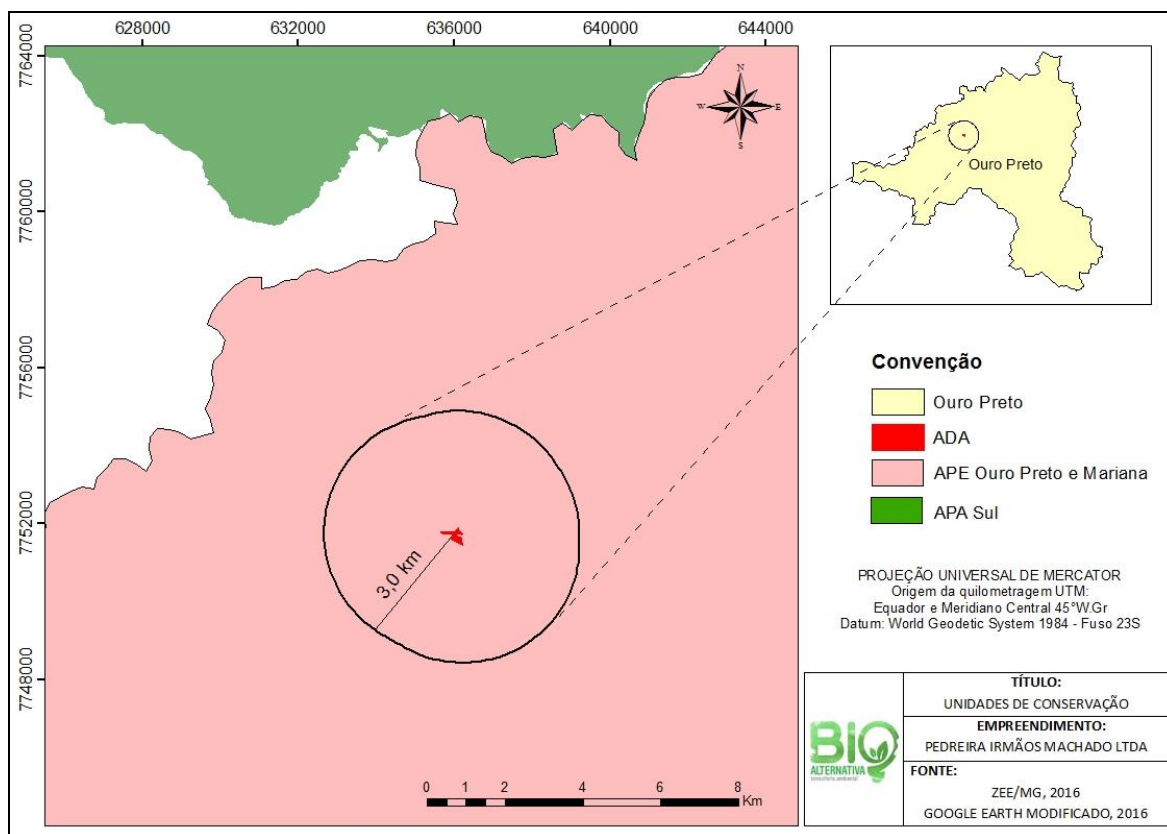 628000
632000
636000
640000
644000
7764000
7760000
7756000
7752000
7748000
N
W
E
S
3,0 km
0
1
2
4
6
8
Km
Ouro Preto
Convenção
Ouro Preto
ADA
APE Ouro Preto e Mariana
APA Sul
PROJEÇÃO UNIVERSAL DE MERCATOR
Origem da quilometragem UTM:
Equador e Meridiano Central 45°W.Gr
Datum: World Geodetic System 1984 - Fuso 23S
BIO
ALTERNATIVA
consultoria ambiental
TÍTULO:
UNIDADES DE CONSERVAÇÃO
EMPREENDIMENTO:
PEDREIRA IRMÃOS MACHADO LTDA
FONTE:
ZEE/MG, 2016
GOOGLE EARTH MODIFICADO, 2016